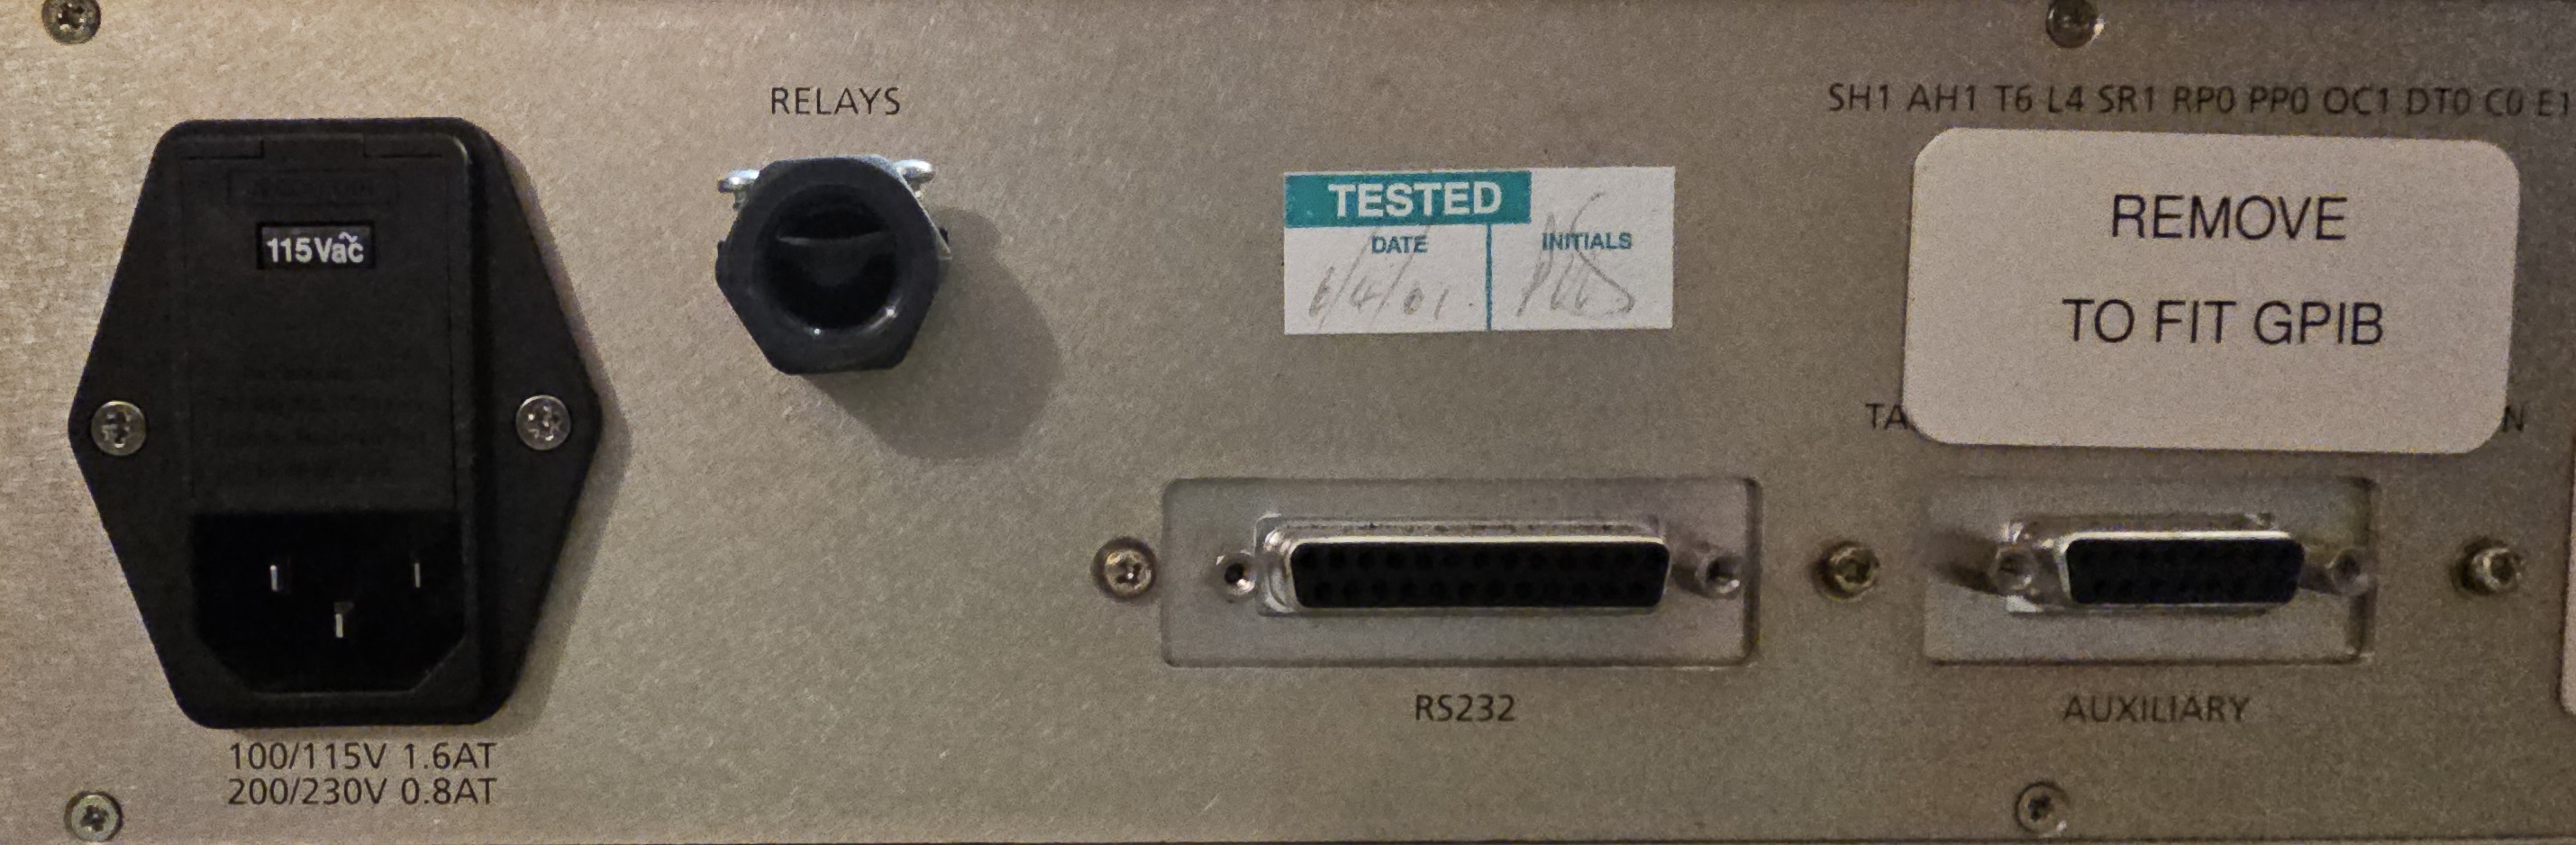 RELAYS
SH1 AH1 T6 L4 SR1 RP0 PP0 OC1 DT0 C0 E1
115Vac
TESTED
DATE
INITIALS
6/4/01.
REMOVE
TO FIT GPIB
TA
N
RS232
AUXILIARY
100/115V 1.6AT
200/230V 0.8AT